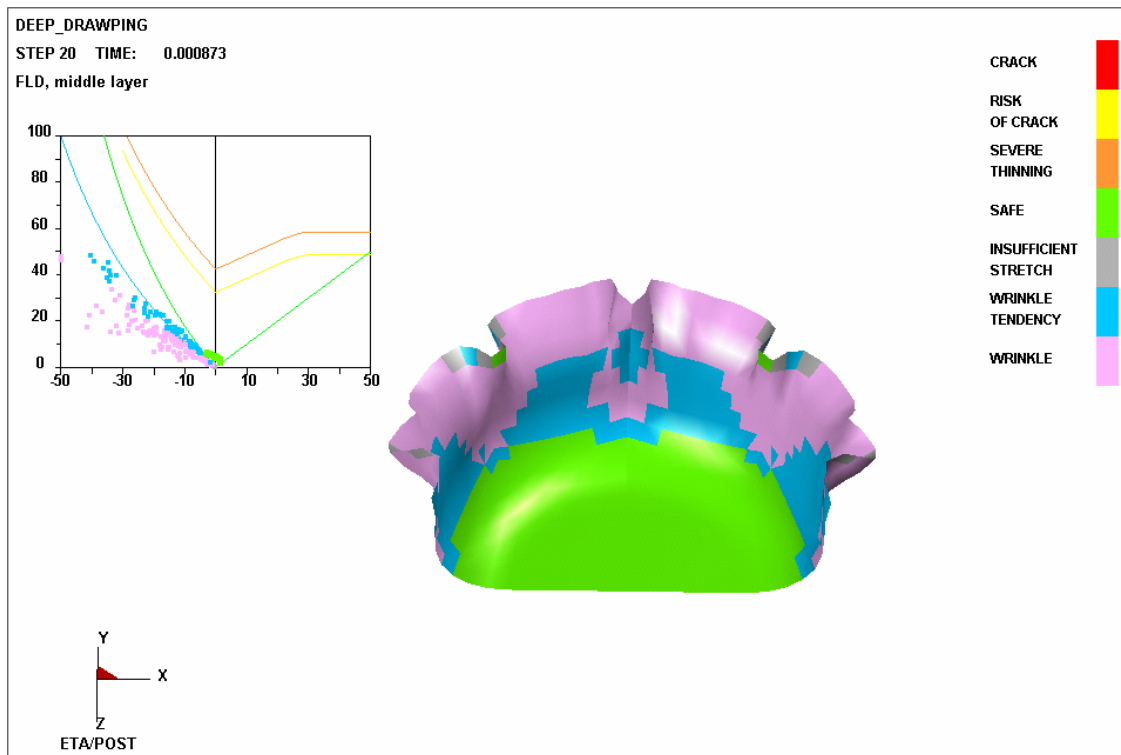 DEEP_DRAWPING
STEP 20 TIME: 0.000873
FLD, middle layer
100
80
60
40
20
0
-50 -30 -10 10 30 50
CRACK
RISK
OF CRACK
SEVERE
THINNING
SAFE
INSUFFICIENT
STRETCH
WRINKLE
TENDENCY
WRINKLE
Y
X
Z
ETA/POST